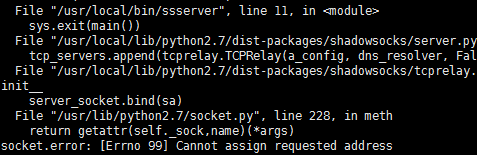 File "/usr/local/bin/ssserver", line 11, in <module>
sys.exit(main())
File "/usr/local/lib/python2.7/dist-packages/shadowsocks/server.py
tcp_servers.append(tcprelay.TCPRelay(a_config, dns_resolver, Fal
File "/usr/local/lib/python2.7/dist-packages/shadowsocks/tcprelay.
init__
server_socket.bind(sa)
File "/usr/lib/python2.7/socket.py", line 228, in meth
return getattr(self._sock,name)(*args)
socket.error: [Errno 99] Cannot assign requested address